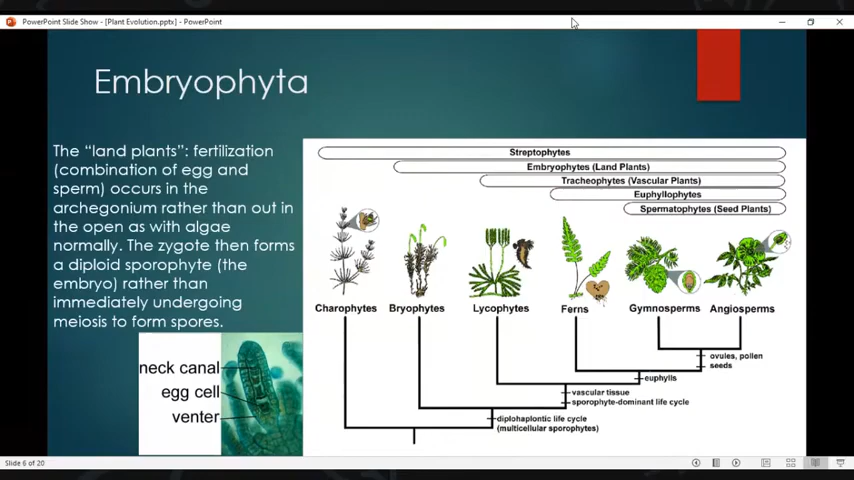 PowerPoint Slide Show - [Plant Evolution.pptx] - PowerPoint
Embryophyta
The “land plants”: fertilization
(combination of egg and
sperm) occurs in the
archegonium rather than out in
the open as with algae
normally. The zygote then forms
a diploid sporophyte (the
embryo) rather than
immediately undergoing
meiosis to form spores.
neck canal
egg cell
venter
Streptophytes
Embryophytes (Land Plants)
Tracheophytes (Vascular Plants)
Euphyllophytes
Spermatophytes (Seed Plants)
Charophytes
Bryophytes
Lycophytes
Ferns
Gymnosperms
Angiosperms
ovules, pollen
seeds
euphylls
vascular tissue
sporophyte-dominant life cycle
diplohaplontic life cycle
(multicellular sporophytes)
Slide 6 of 20